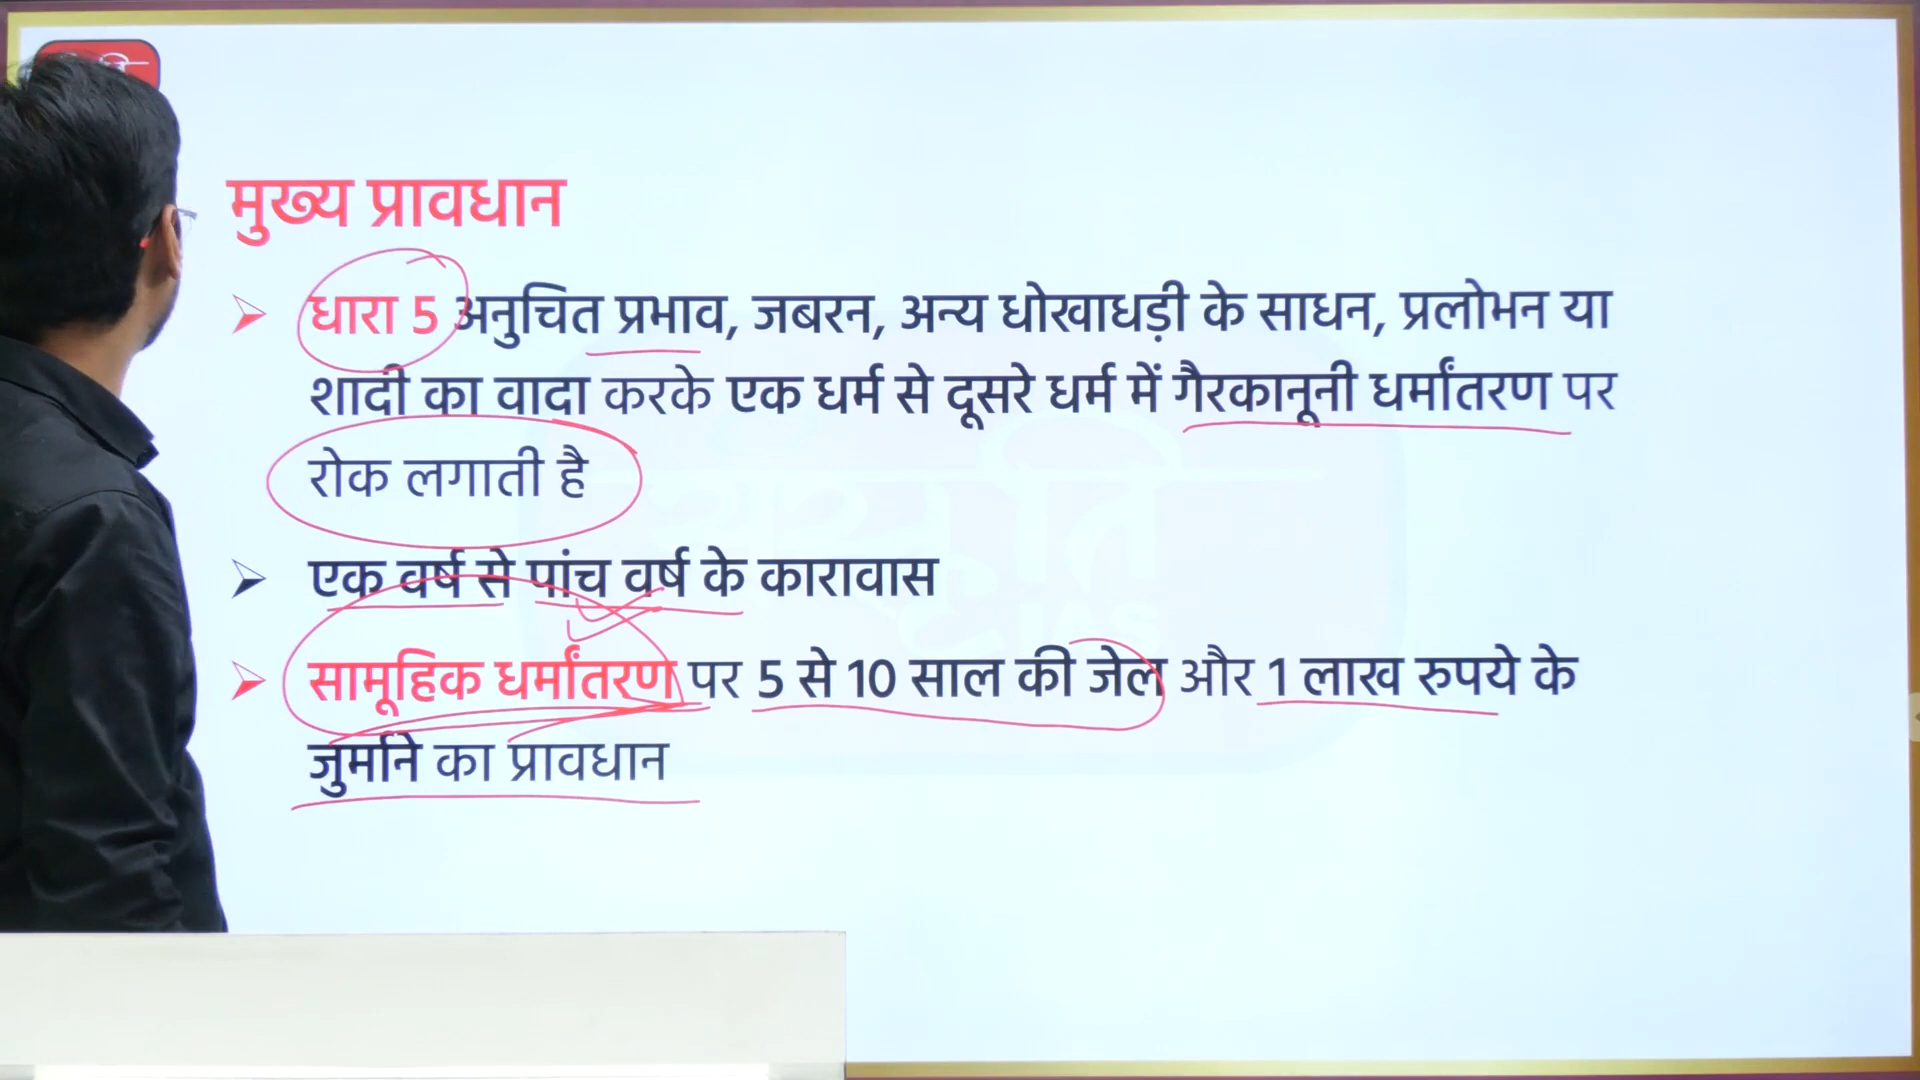 मुख्य प्रावधान
धारा 5 अनुचित प्रभाव, जबरन, अन्य धोखाधड़ी के साधन, प्रलोभन या
शादी का वादा करके एक धर्म से दूसरे धर्म में गैरकानूनी धर्मांतरण पर
रोक लगाती है
एक वर्ष से पांच वर्ष के कारावास
सामूहिक धर्मांतरण पर 5 से 10 साल की जेल और 1 लाख रुपये के
जुर्माने का प्रावधान